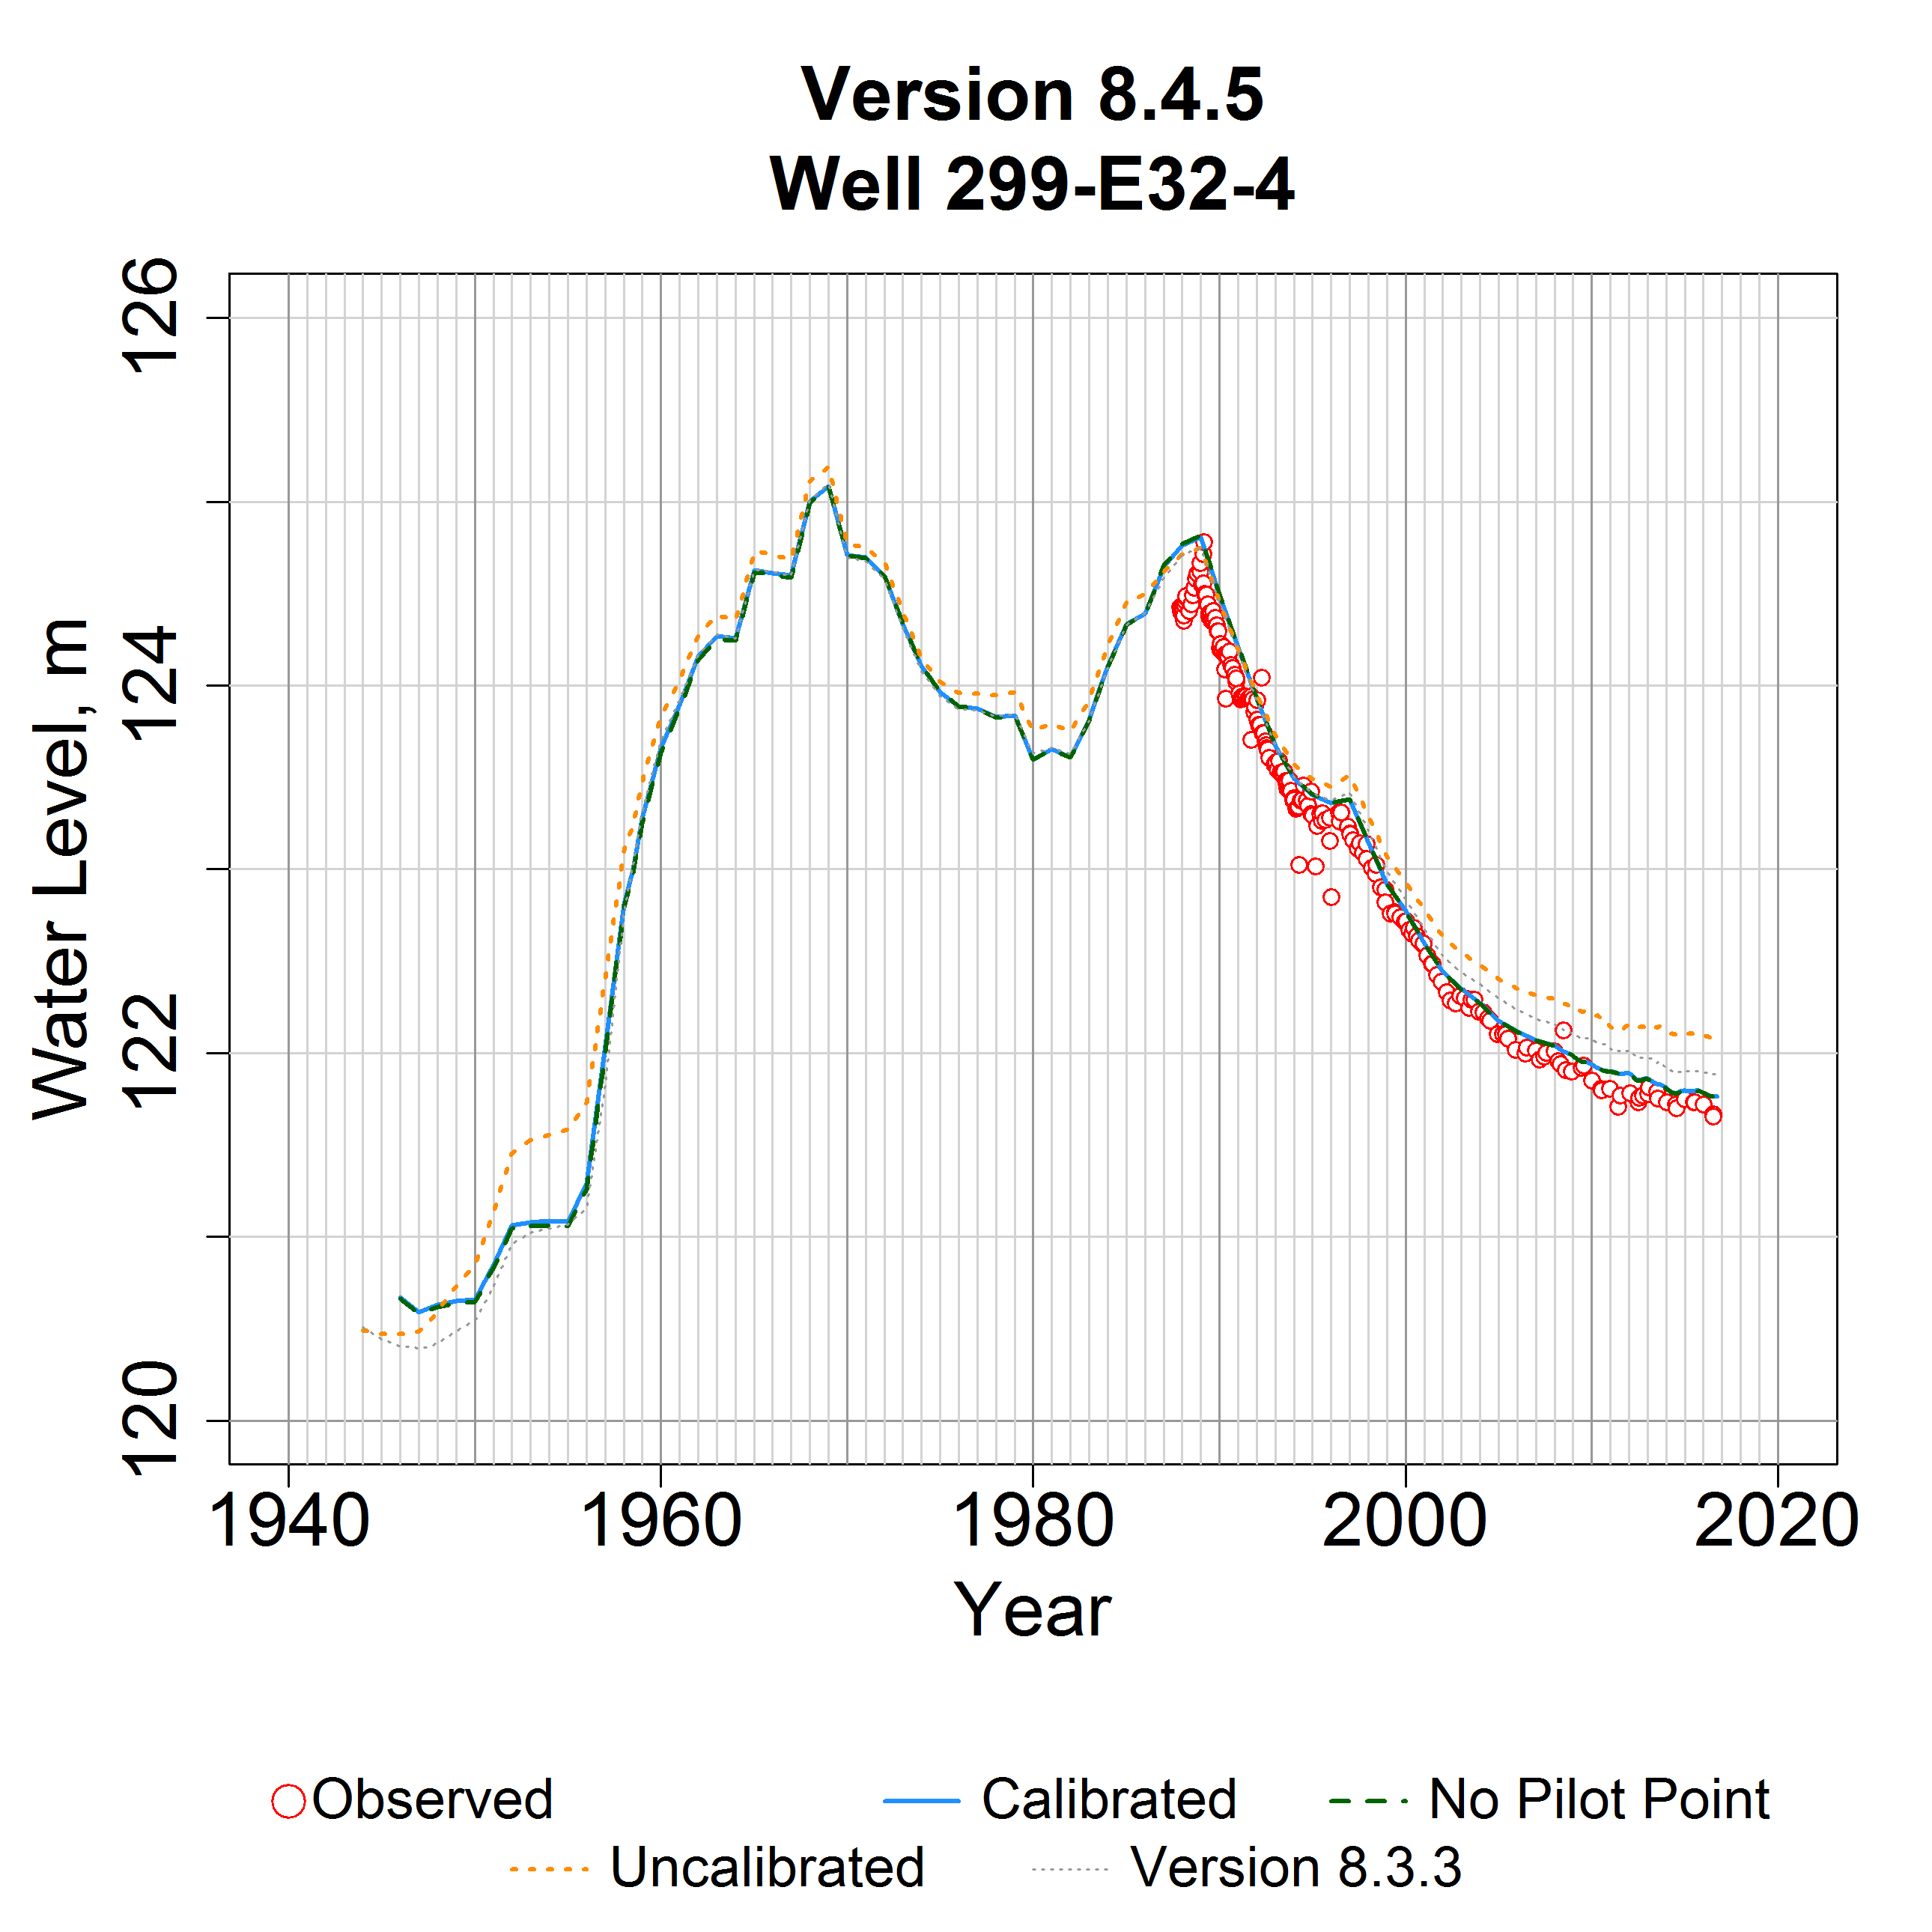 Version 8.4.5
Well 299-E32-4
Water Level, m
126
124
122
120
1940 1960 1980 2000 2020
Year
Observed Calibrated No Pilot Point
Uncalibrated Version 8.3.3